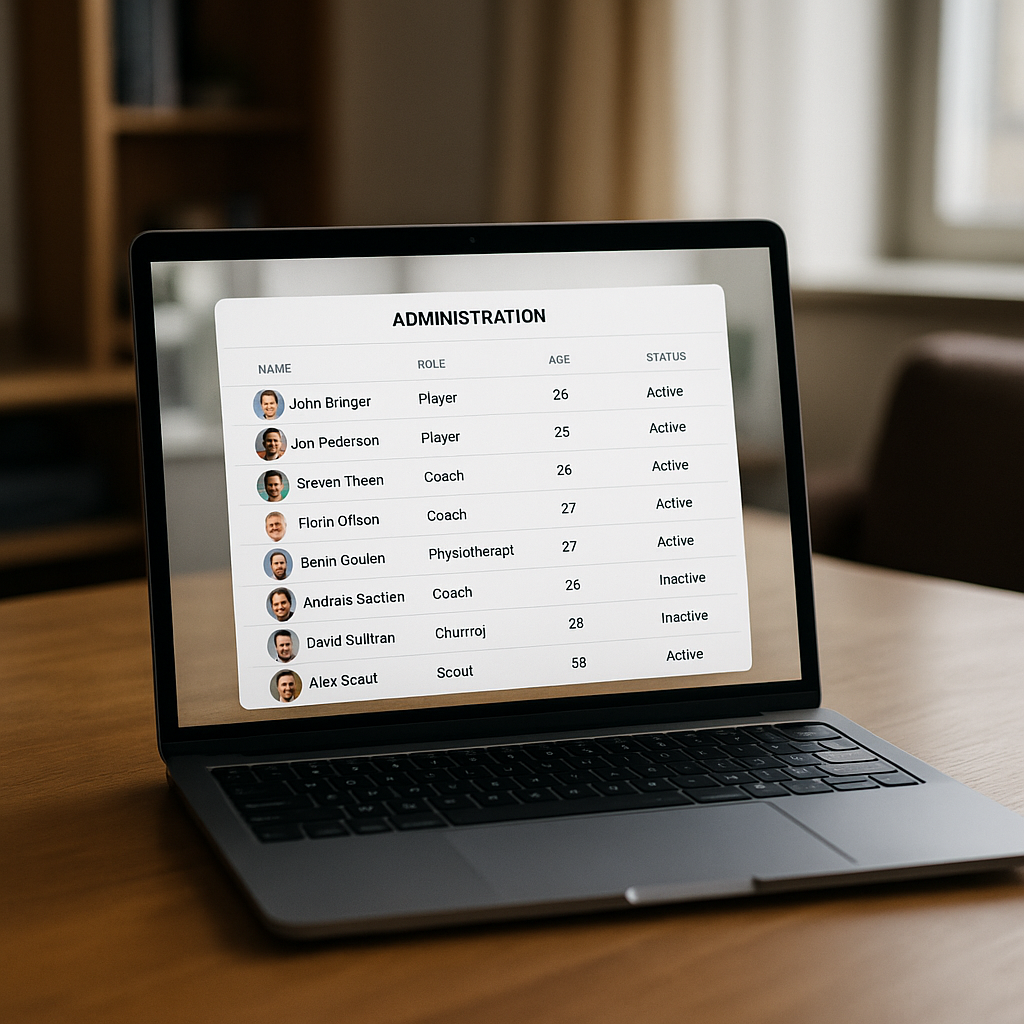 ADMINISTRATION
NAME ROLE AGE STATUS
John Bringer Player 26 Active
Jon Pederson Player 25 Active
Sreven Theen Coach 26 Active
Florin Oflson Coach 27 Active
Benin Goulen Physiotherapt 27 Active
Andrais Sactien Coach 26 Inactive
David Sulltran Churrroj 28 Inactive
Alex Scaut Scout 58 Active